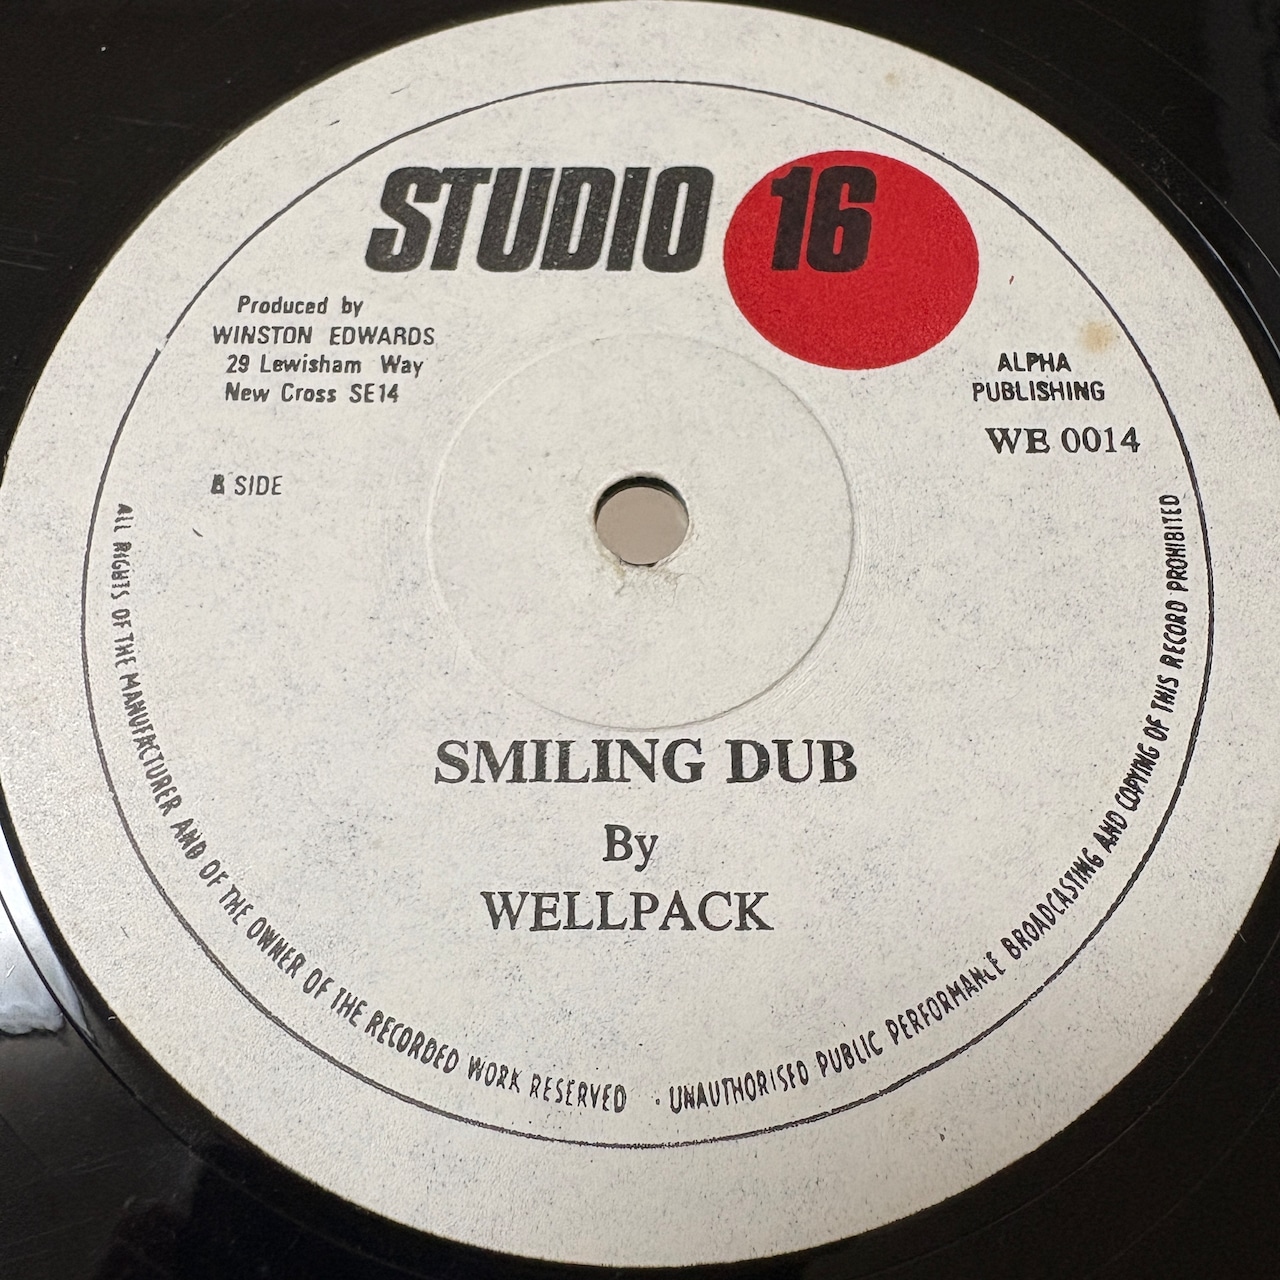 STUDIO 16
Produced by
WINSTON EDWARDS
29 Lewisham Way
New Cross SE14
ALPHA
PUBLISHING
WE 0014
B SIDE
SMILING DUB
By
WELLPACK
ALL RIGHTS OF THE MANUFACTURER AND OF THE OWNER OF THE RECORDED WORK RESERVED · UNAUTHORISED PUBLIC PERFORMANCE BROADCASTING AND COPYING OF THIS RECORD PROHIBITED